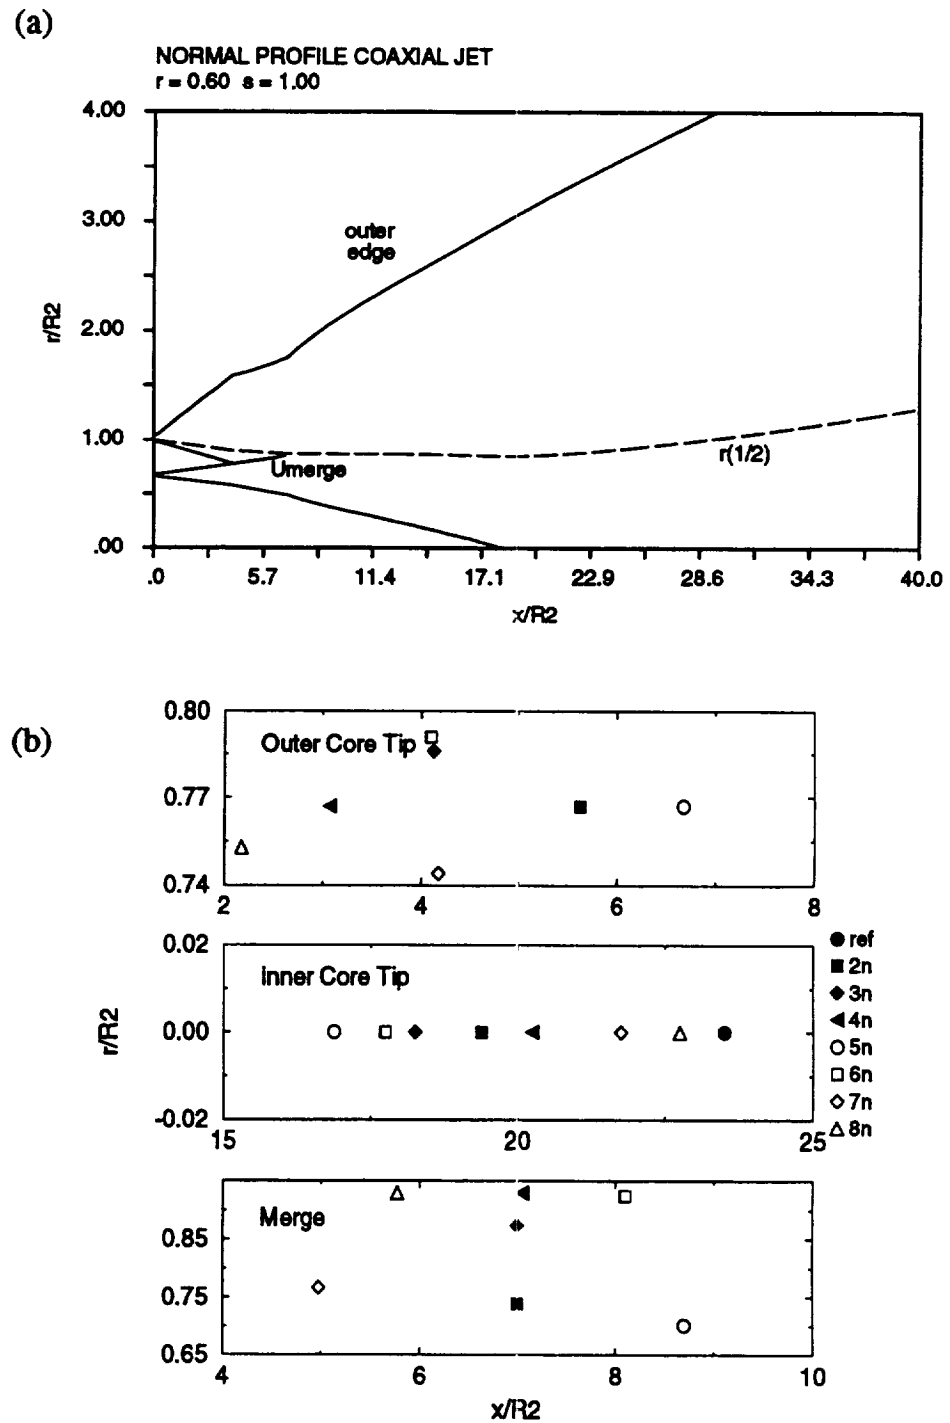 (a)
NORMAL PROFILE COAXIAL JET
r = 0.60 s = 1.00
4.00
3.00
2.00
1.00
.00
r/R2
outer
edge
Umerge
r(1/2)
.0 5.7 11.4 17.1 22.9 28.6 34.3 40.0
x/R2
(b)
0.80
0.77
0.74
Outer Core Tip
2 4 6 8
0.02
0.00
-0.02
Inner Core Tip
15 20 25
r/R2
ref
2n
3n
4n
5n
6n
7n
8n
Merge
0.85
0.75
0.65
4 6 8 10
x/R2